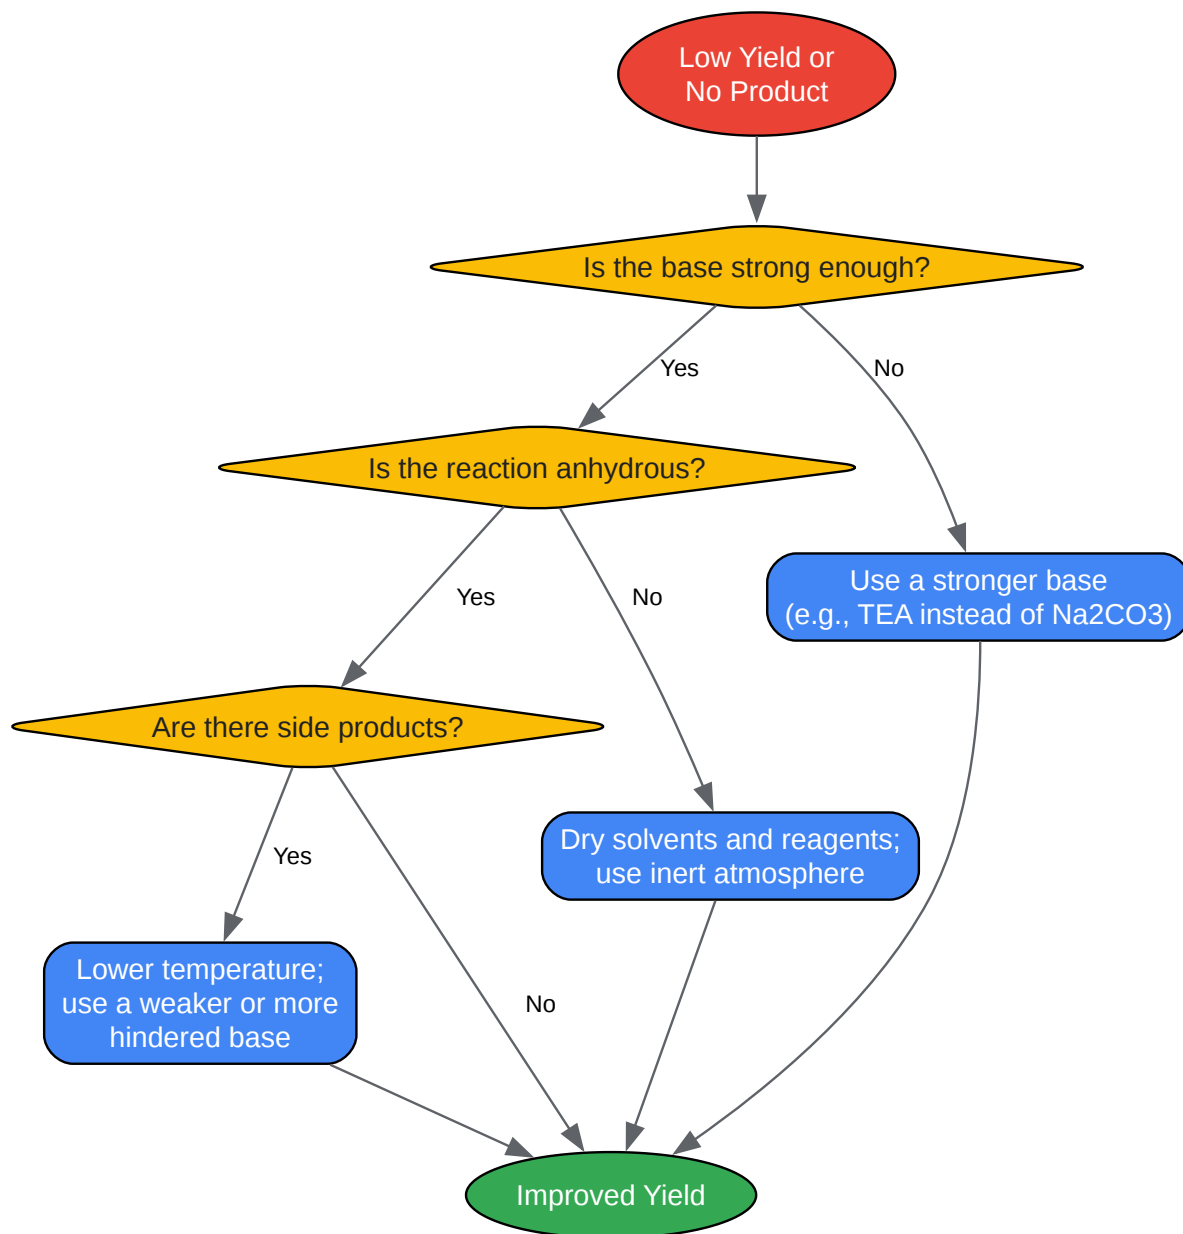 Low Yield or
No Product
Is the base strong enough?
Yes
No
Is the reaction anhydrous?
Yes
No
Use a stronger base
(e.g., TEA instead of Na2CO3)
Are there side products?
Yes
No
Dry solvents and reagents;
use inert atmosphere
Lower temperature;
use a weaker or more
hindered base
Improved Yield